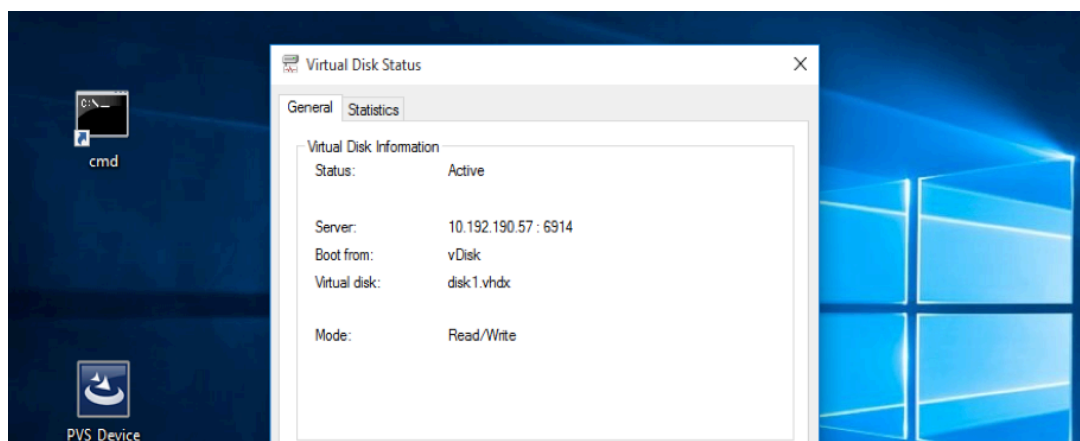 Virtual Disk Status
General Statistics
C:\_
cmd
Virtual Disk Information
Status: Active
Server: 10.192.190.57 : 6914
Boot from: vDisk
Virtual disk: disk1.vhdx
Mode: Read/Write
PVS Device